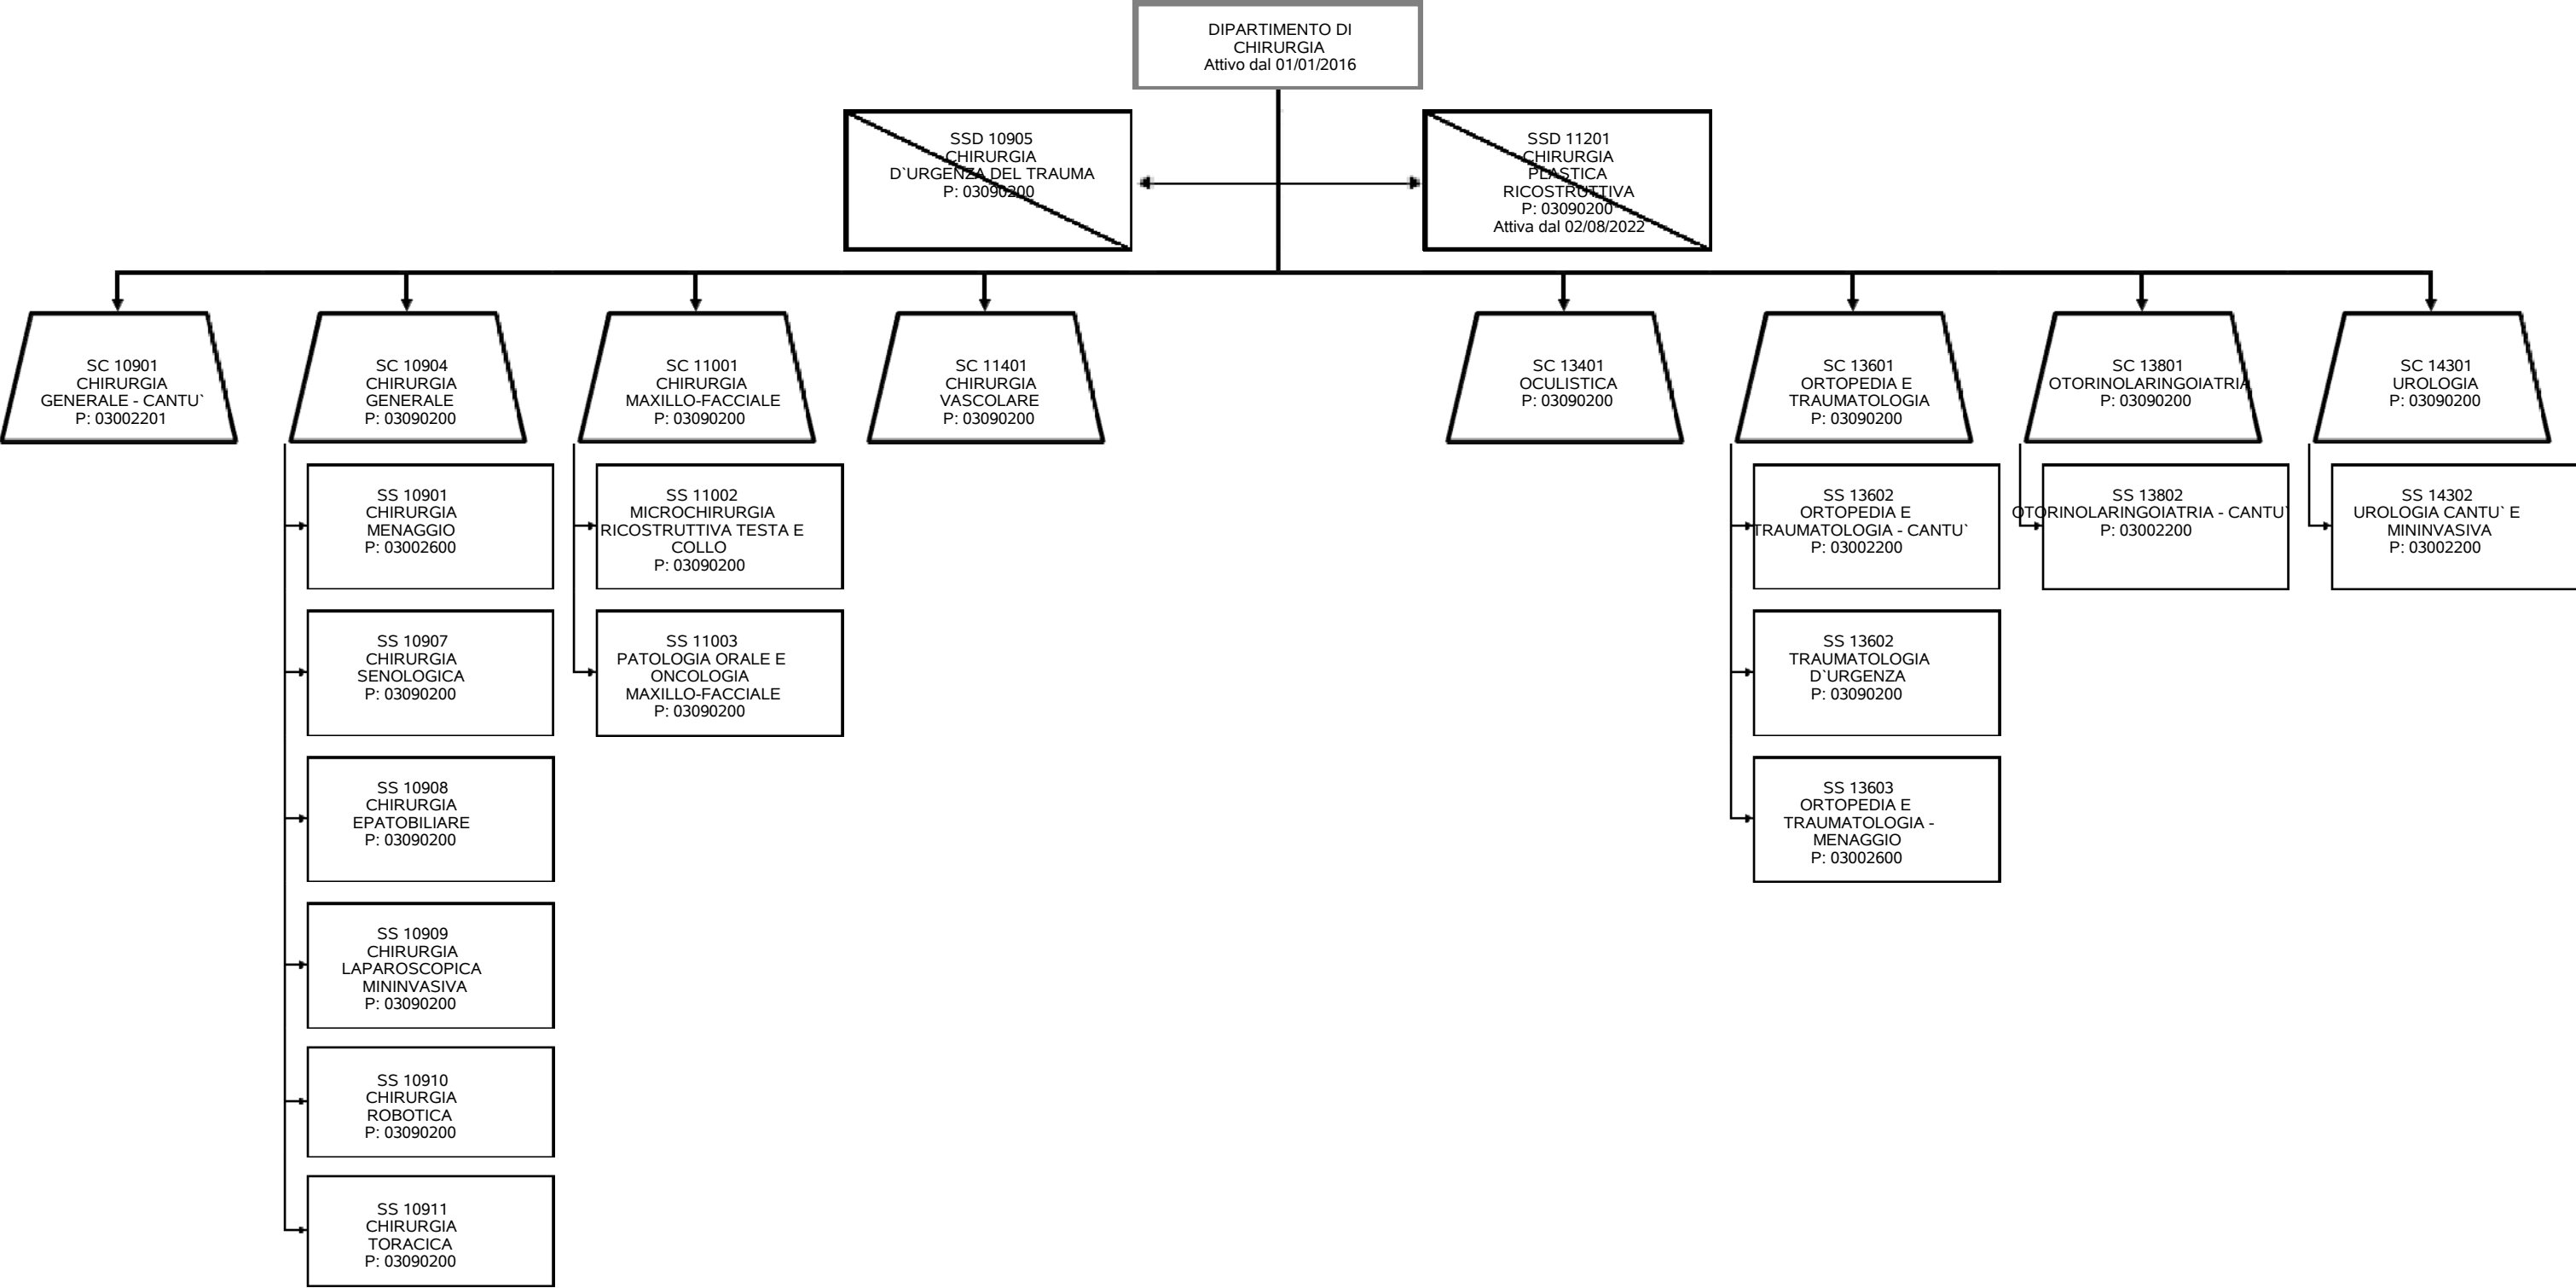 DIPARTIMENTO DI
CHIRURGIA
Attivo dal 01/01/2016
SSD 10905
CHIRURGIA
D`URGENZA DEL TRAUMA
P: 03090200
SSD 11201
CHIRURGIA
PLASTICA
RICOSTRUTTIVA
P: 03090200
Attiva dal 02/08/2022
SC 10901
CHIRURGIA
GENERALE - CANTU`
P: 03002201
SC 10904
CHIRURGIA
GENERALE
P: 03090200
SC 11001
CHIRURGIA
MAXILLO-FACCIALE
P: 03090200
SC 11401
CHIRURGIA
VASCOLARE
P: 03090200
SC 13401
OCULISTICA
P: 03090200
SC 13601
ORTOPEDIA E
TRAUMATOLOGIA
P: 03090200
SC 13801
OTORINOLARINGOIATRIA
P: 03090200
SC 14301
UROLOGIA
P: 03090200
SS 10901
CHIRURGIA
MENAGGIO
P: 03002600
SS 10907
CHIRURGIA
SENOLOGICA
P: 03090200
SS 10908
CHIRURGIA
EPATOBILIARE
P: 03090200
SS 10909
CHIRURGIA
LAPAROSCOPICA
MININVASIVA
P: 03090200
SS 10910
CHIRURGIA
ROBOTICA
P: 03090200
SS 10911
CHIRURGIA
TORACICA
P: 03090200
SS 11002
MICROCHIRURGIA
RICOSTRUTTIVA TESTA E
COLLO
P: 03090200
SS 11003
PATOLOGIA ORALE E
ONCOLOGIA
MAXILLO-FACCIALE
P: 03090200
SS 13602
ORTOPEDIA E
TRAUMATOLOGIA - CANTU`
P: 03002200
SS 13602
TRAUMATOLOGIA
D`URGENZA
P: 03090200
SS 13603
ORTOPEDIA E
TRAUMATOLOGIA -
MENAGGIO
P: 03002600
SS 13802
OTORINOLARINGOIATRIA - CANTU`
P: 03002200
SS 14302
UROLOGIA CANTU` E
MININVASIVA
P: 03002200